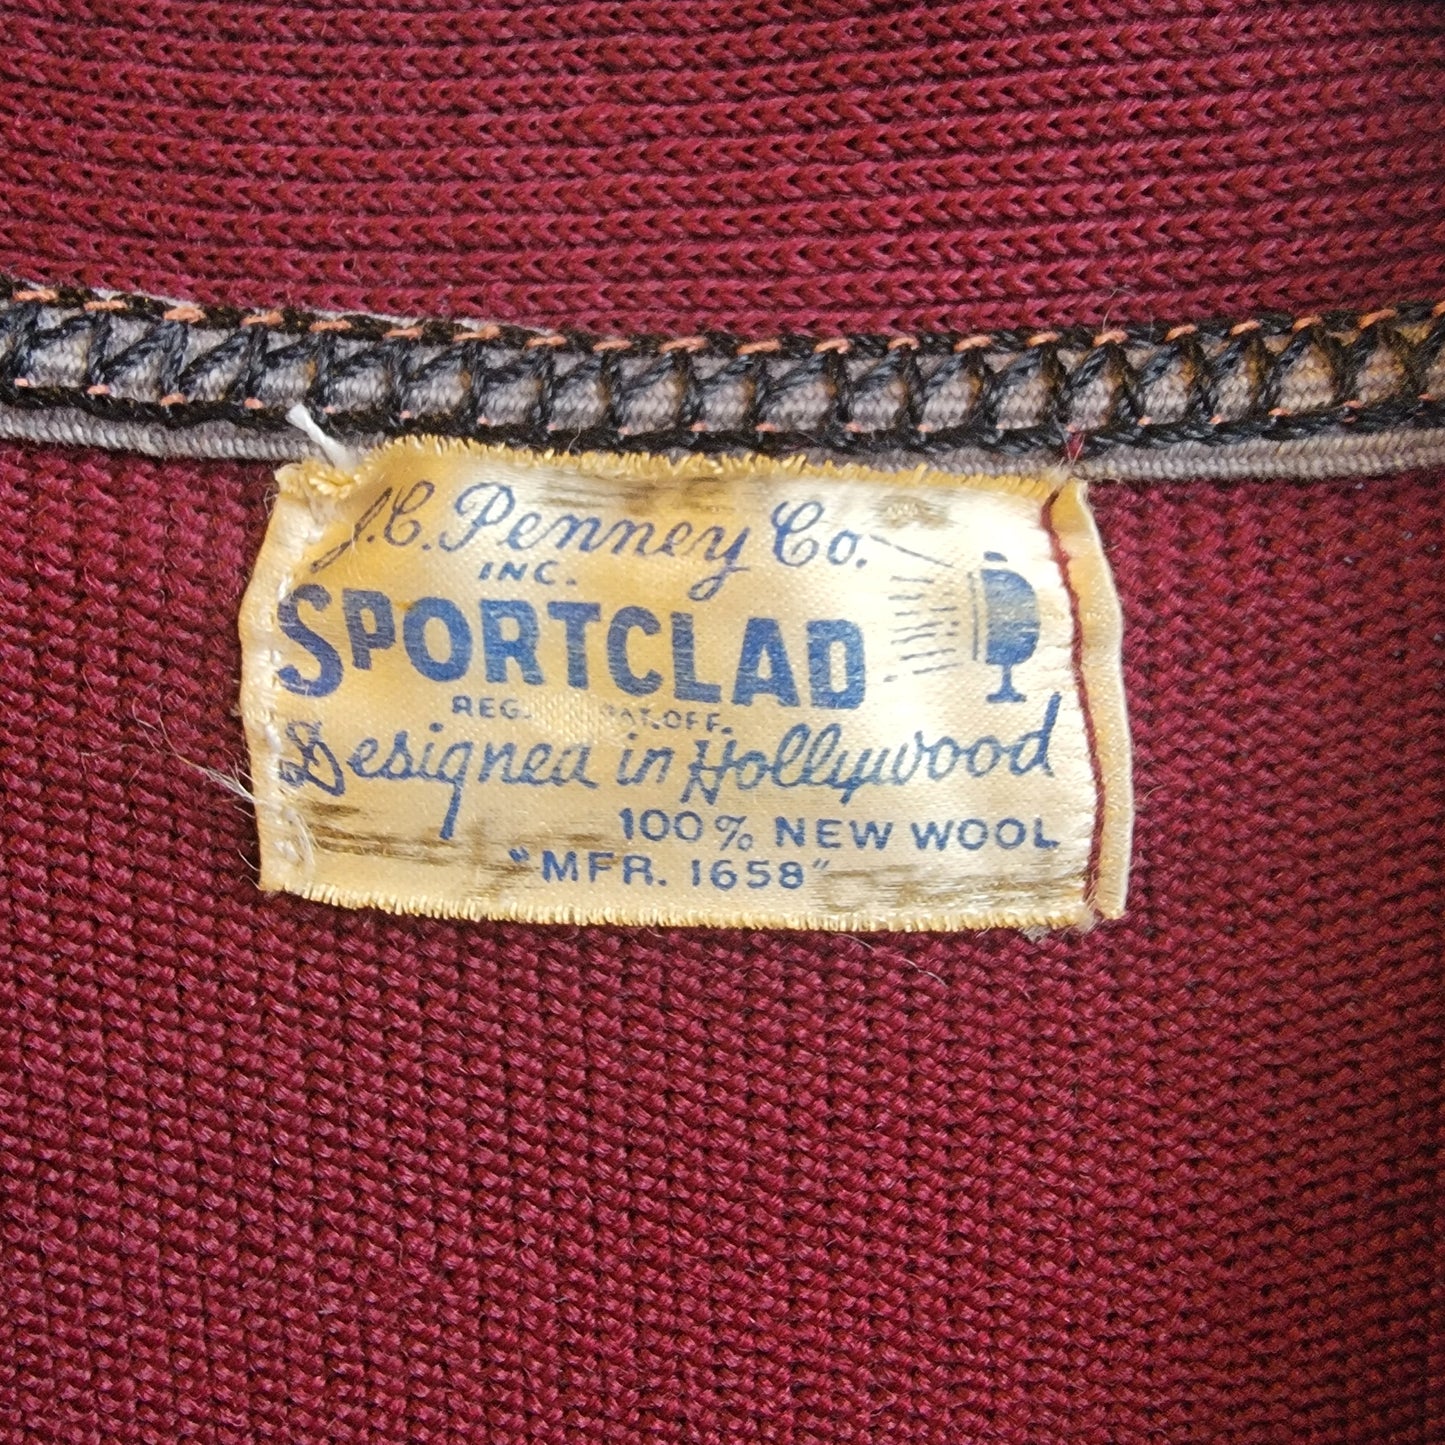 J.C. Penney Co.
INC.
SPORTCLAD
REG. PAT. OFF.
Designed in Hollywood
100% NEW WOOL
"MFR. 1658"